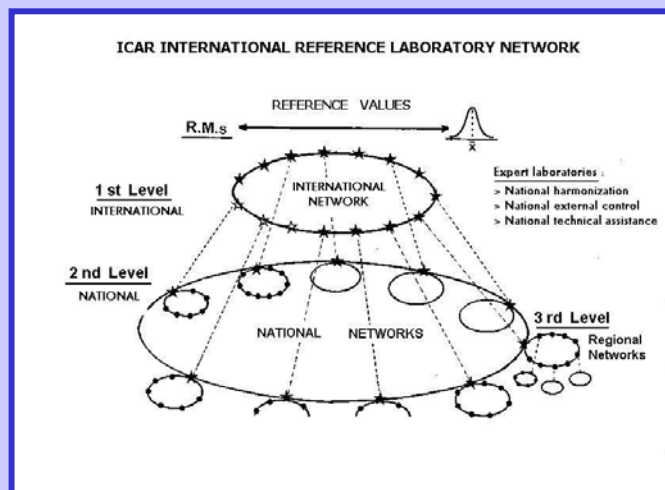 ICAR INTERNATIONAL REFERENCE LABORATORY NETWORK
REFERENCE VALUES
R.M.s
x̄
1 st Level
INTERNATIONAL
INTERNATIONAL
NETWORK
Expert laboratories :
> National harmonization
> National external control
> National technical assistance
2 nd Level
NATIONAL
NATIONAL NETWORKS
3 rd Level
Regional
Networks